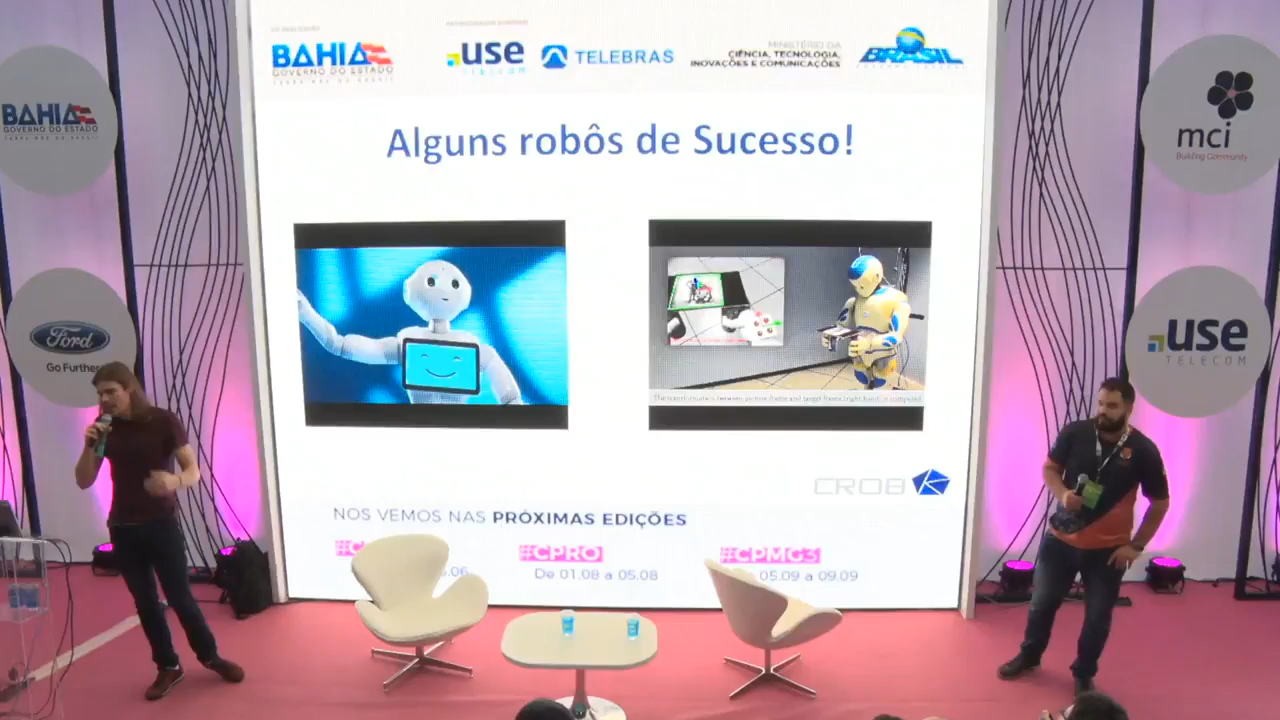 BAHIA
GOVERNO DO ESTADO
use
TELECOM
TELEBRAS
MINISTÉRIO DA
CIÊNCIA, TECNOLOGIA,
INOVAÇÕES E COMUNICAÇÕES
BRASIL
Alguns robôs de Sucesso!
CROB
NOS VEMOS NAS PRÓXIMAS EDIÇÕES
#CPRO
De 01.08 a 05.08
#CPMG3
05.09 a 09.09
BAHIA
GOVERNO DO ESTADO
Ford
Go Further
mci
Building Community
use
TELECOM